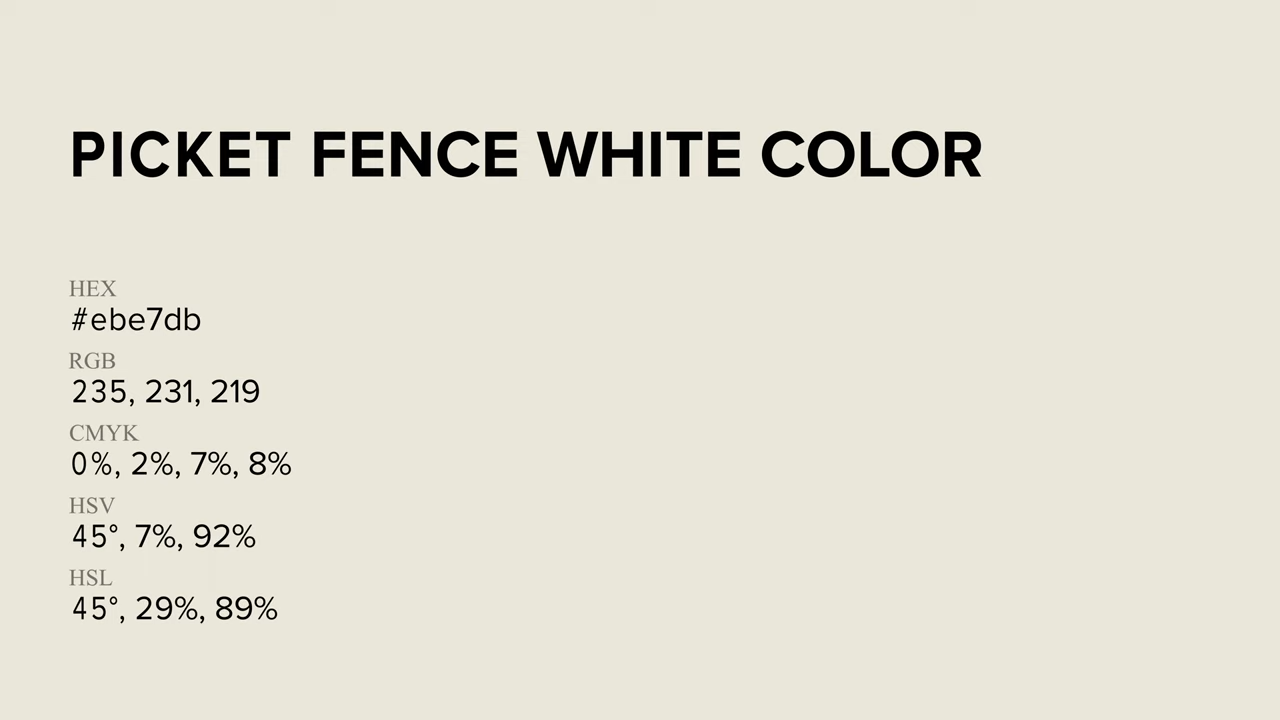 PICKET FENCE WHITE COLOR
HEX
#ebe7db
RGB
235, 231, 219
CMYK
0%, 2%, 7%, 8%
HSV
45°, 7%, 92%
HSL
45°, 29%, 89%